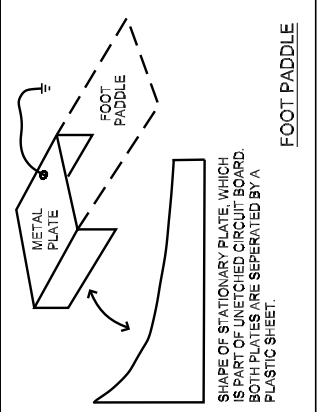 METAL
PLATE
FOOT
PADDLE
SHAPE OF STATIONARY PLATE, WHICH
IS PART OF UNETCHED CIRCUIT BOARD.
BOTH PLATES ARE SEPERATED BY A
PLASTIC SHEET.
FOOT PADDLE